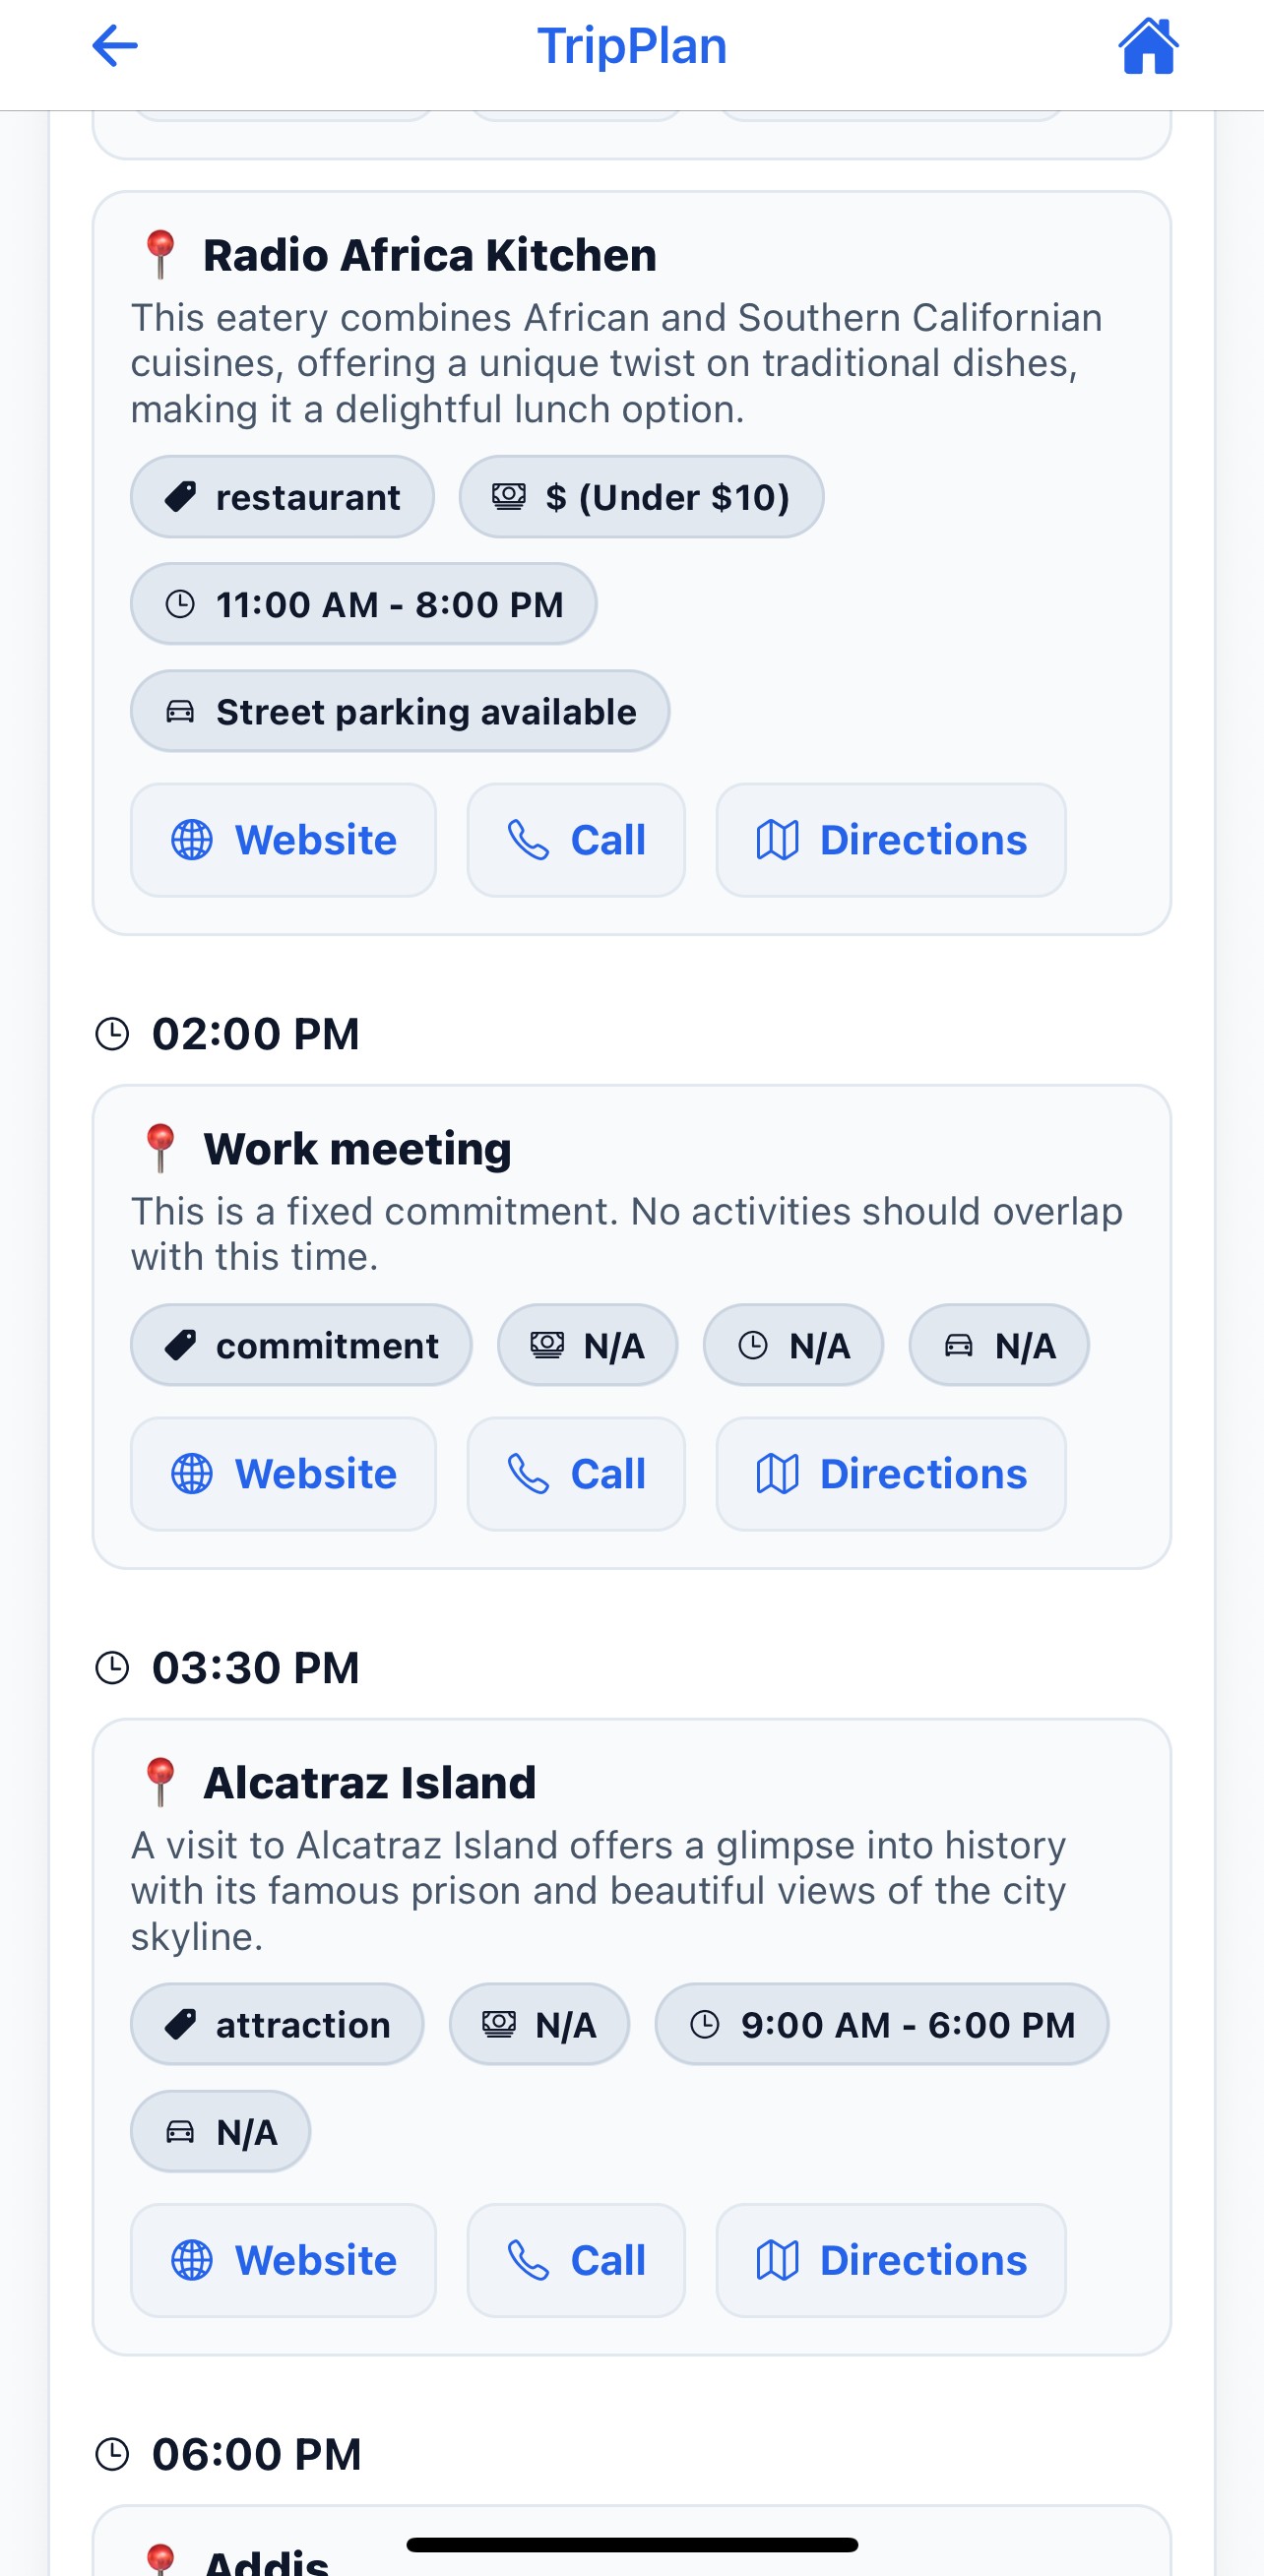 TripPlan
Radio Africa Kitchen
This eatery combines African and Southern Californian
cuisines, offering a unique twist on traditional dishes,
making it a delightful lunch option.
restaurant
$ (Under $10)
11:00 AM - 8:00 PM
Street parking available
Website
Call
Directions
02:00 PM
Work meeting
This is a fixed commitment. No activities should overlap
with this time.
commitment
N/A
N/A
N/A
Website
Call
Directions
03:30 PM
Alcatraz Island
A visit to Alcatraz Island offers a glimpse into history
with its famous prison and beautiful views of the city
skyline.
attraction
N/A
9:00 AM - 6:00 PM
N/A
Website
Call
Directions
06:00 PM
Addis